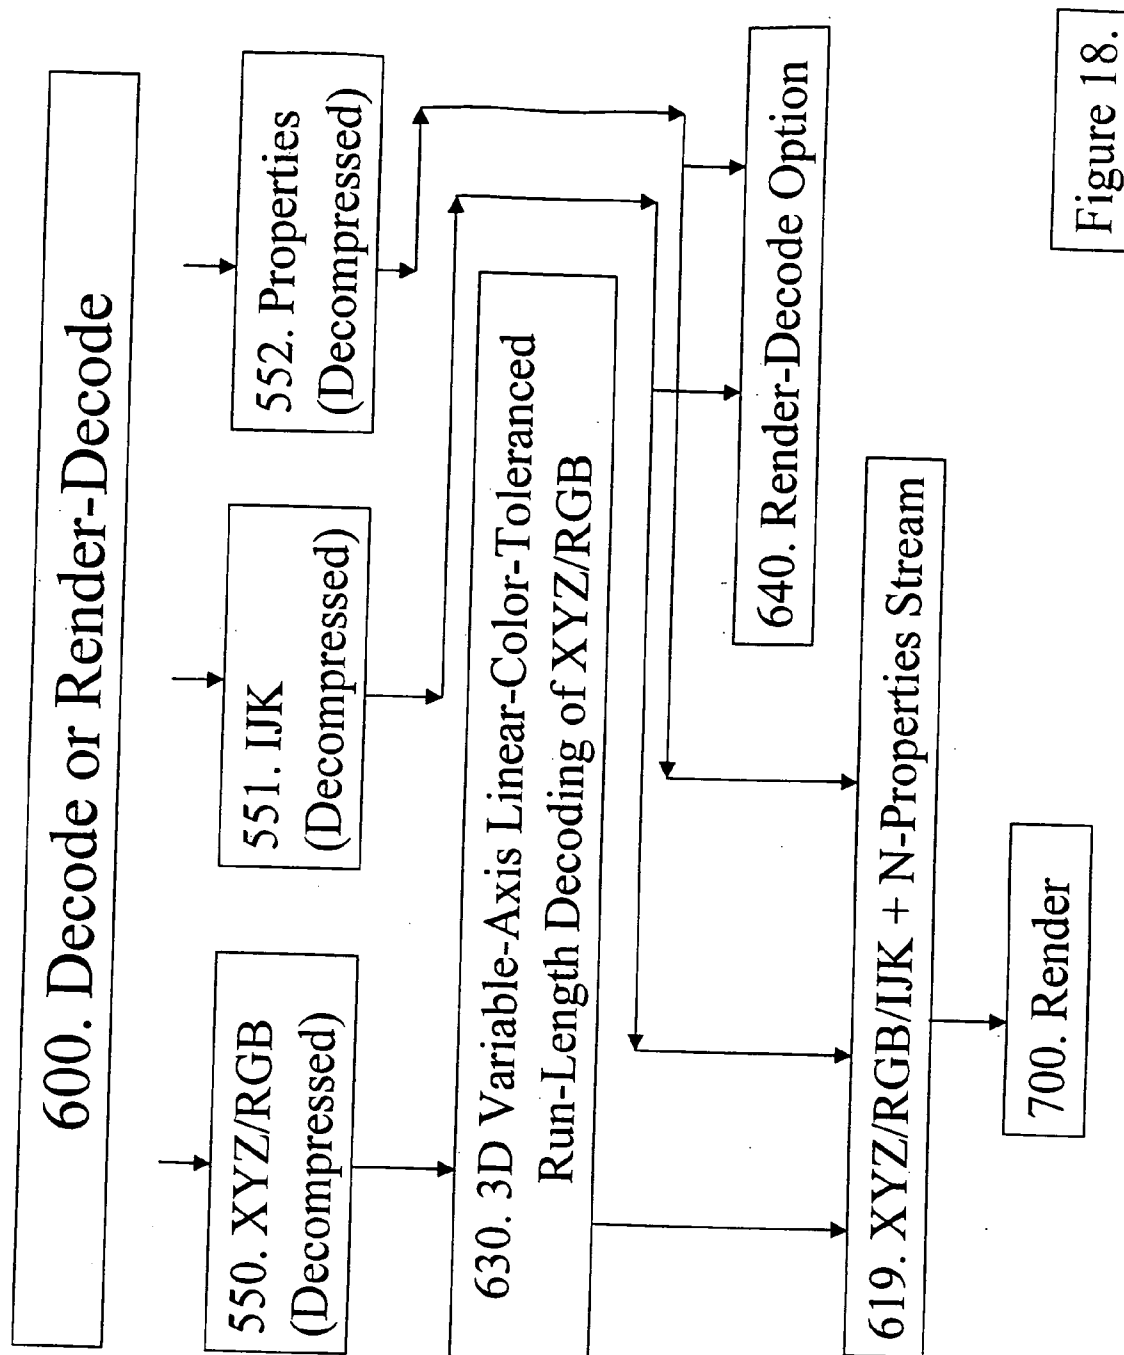 600. Decode or Render-Decode
550. XYZ/RGB
(Decompressed)
551. IJK
(Decompressed)
552. Properties
(Decompressed)
630. 3D Variable-Axis Linear-Color-Toleranced
Run-Length Decoding of XYZ/RGB
640. Render-Decode Option
619. XYZ/RGB/IJK + N-Properties Stream
700. Render
Figure 18.